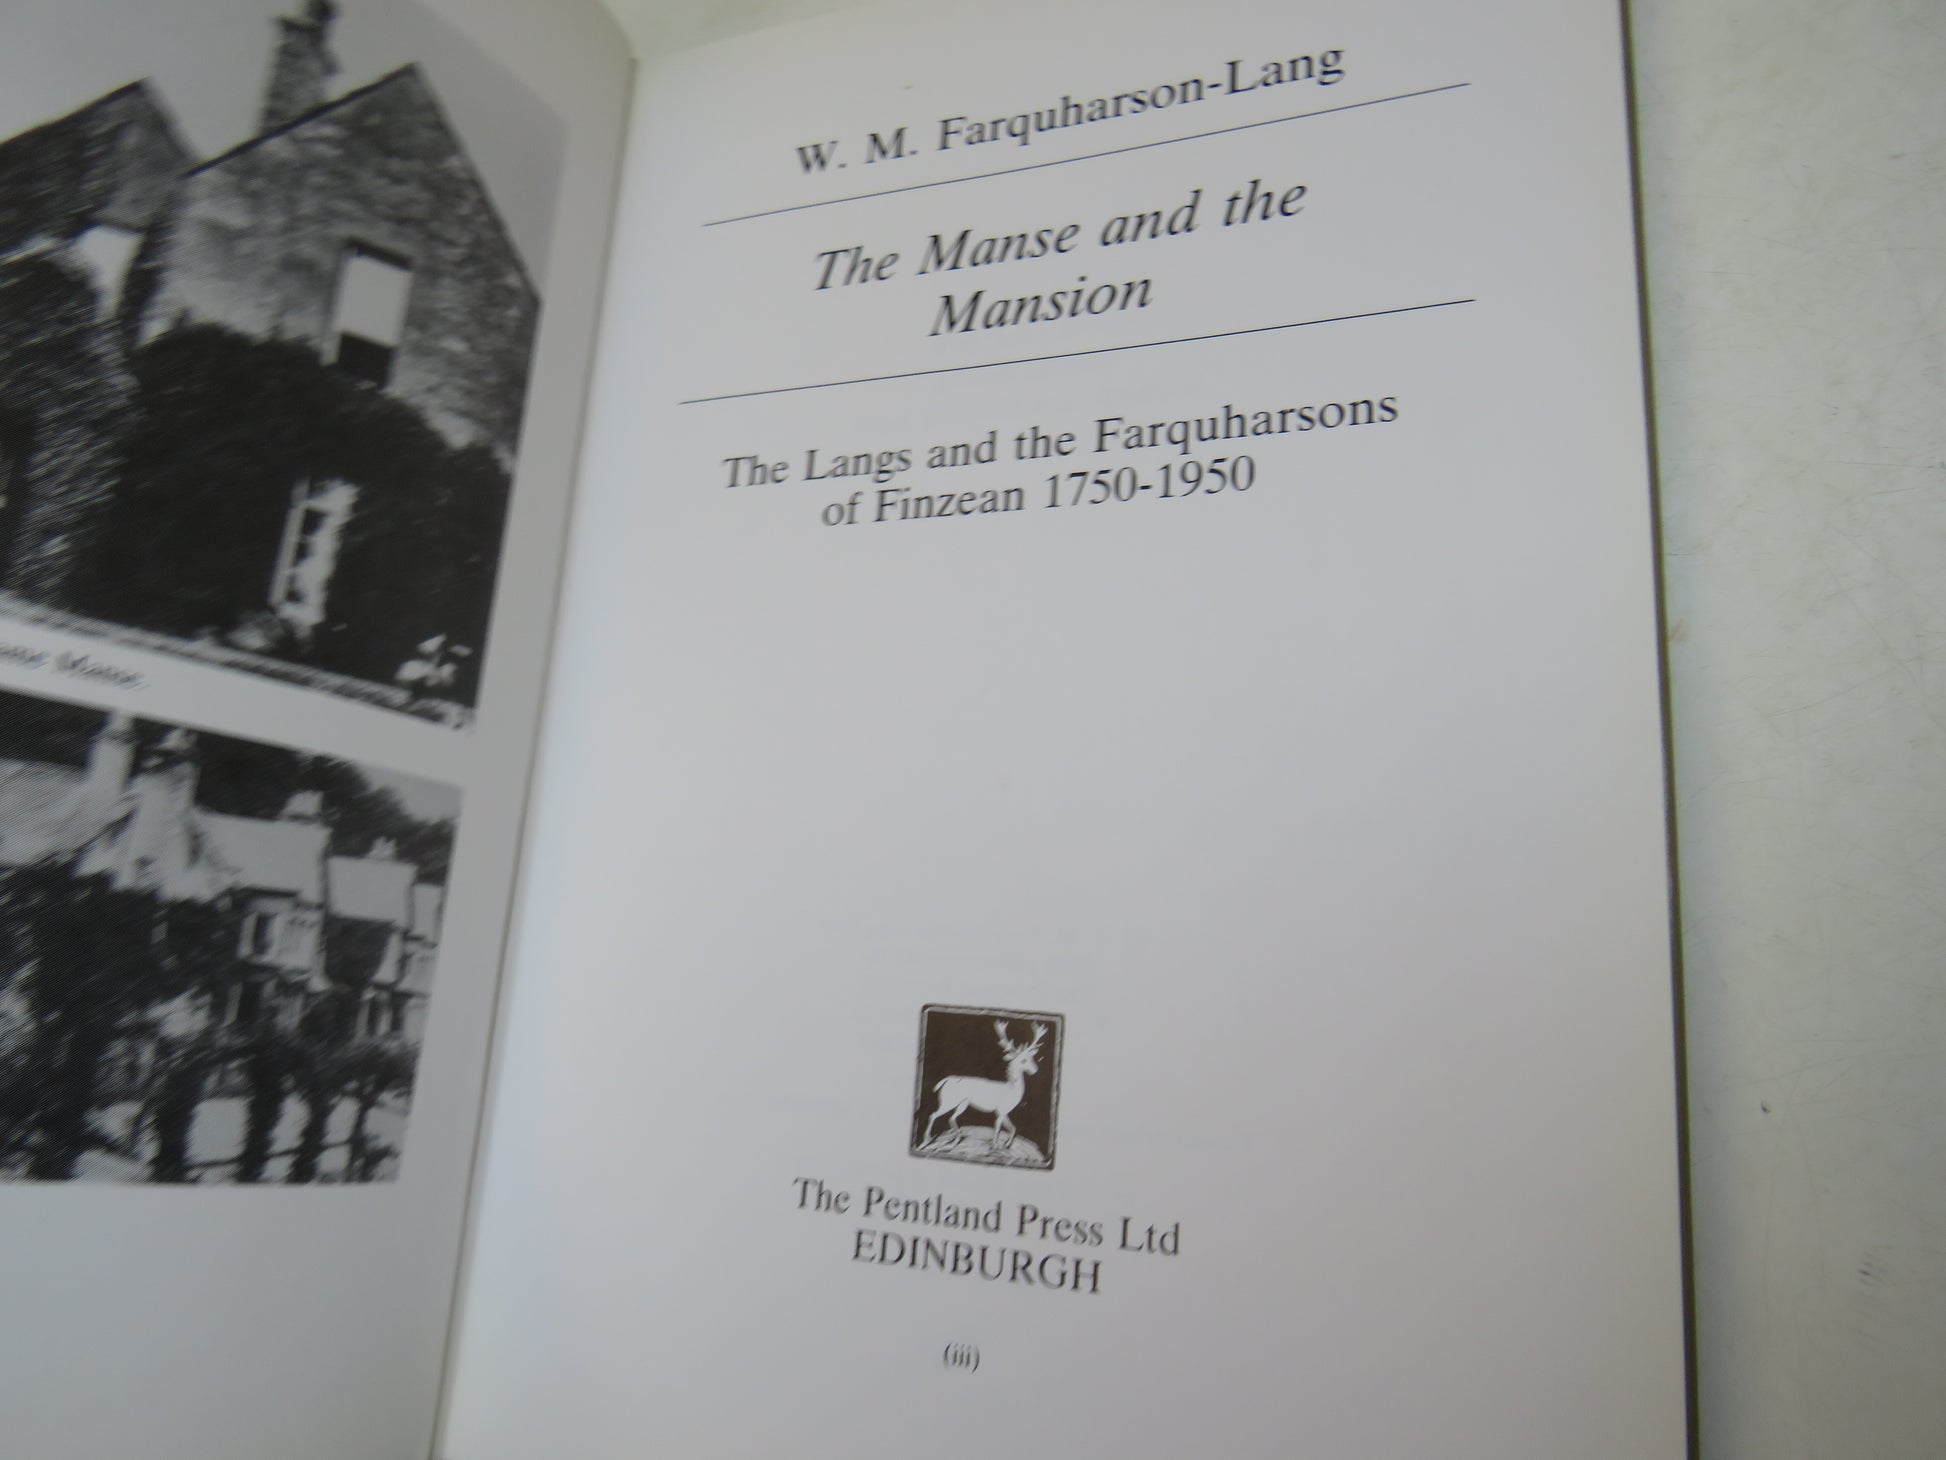 Manse.
W. M. Farquharson-Lang
The Manse and the
Mansion
The Langs and the Farquharsons
of Finzean 1750-1950
The Pentland Press Ltd
EDINBURGH
(iii)